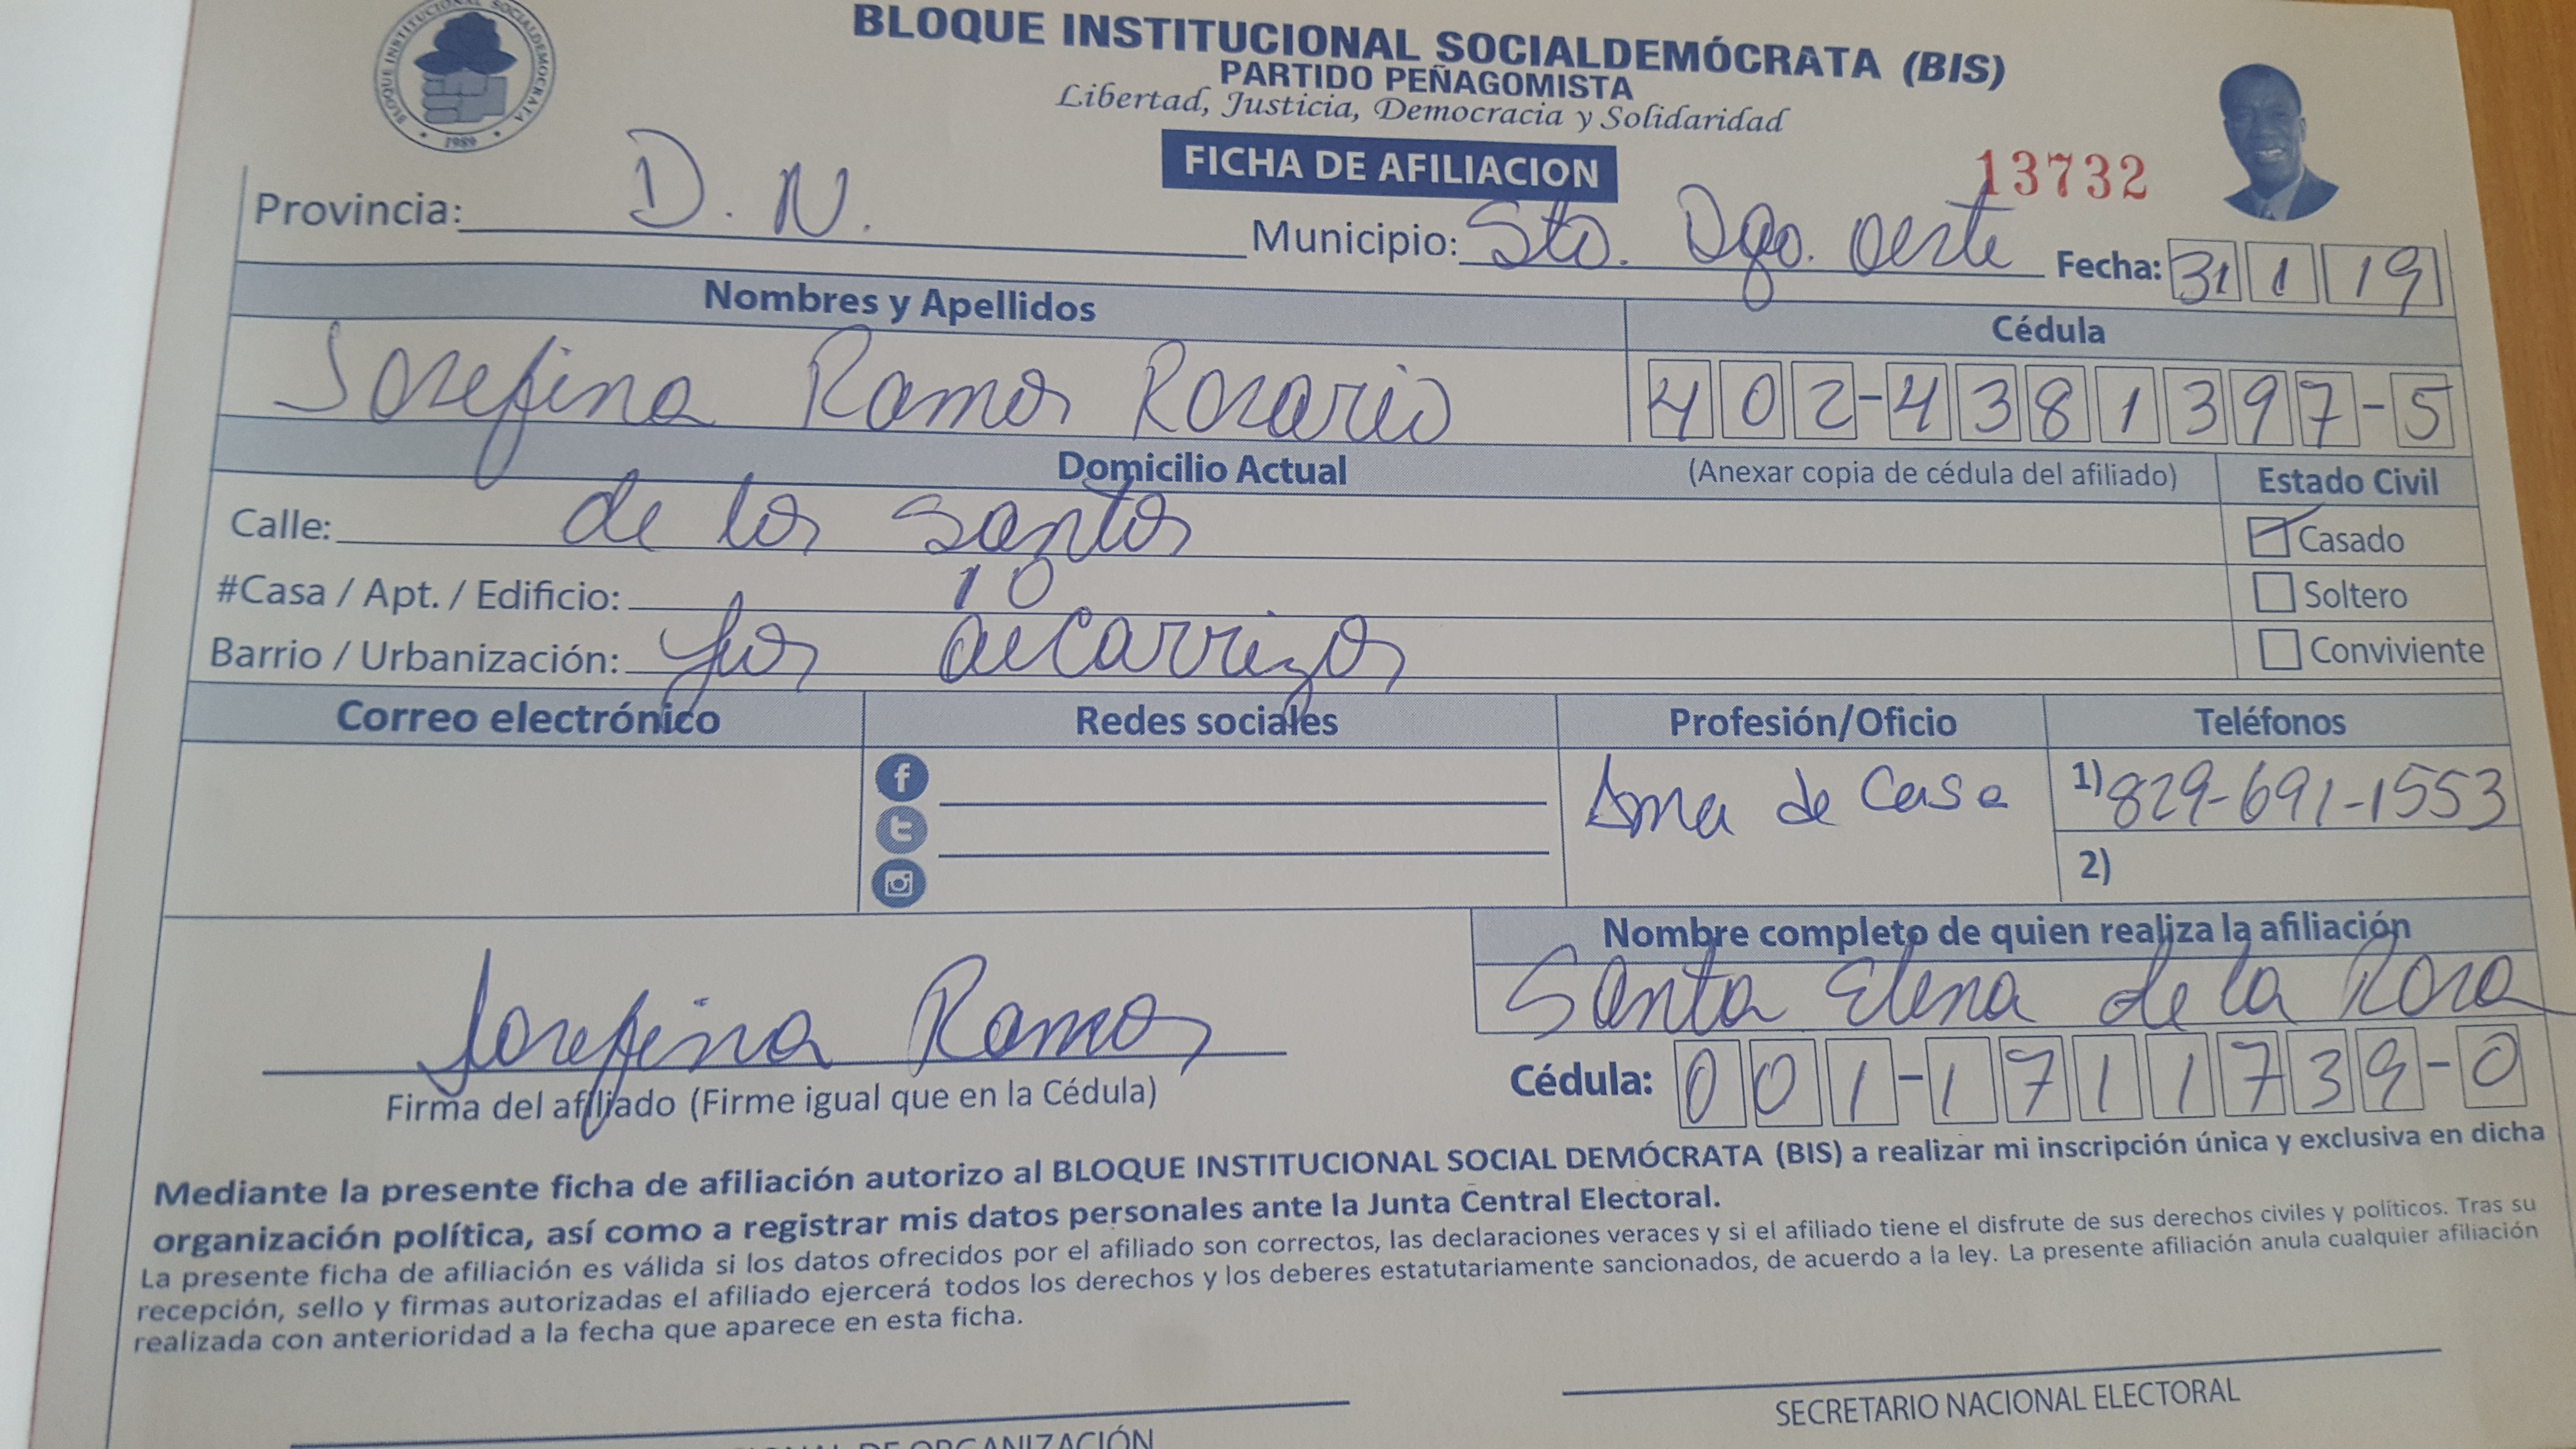 BLOQUE INSTITUCIONAL SOCIALDEMOCRATA
1989
BLOQUE INSTITUCIONAL SOCIALDEMÓCRATA (BIS)
PARTIDO PEÑAGOMISTA
Libertad, Justicia, Democracia y Solidaridad
FICHA DE AFILIACION
13732
Provincia: D. N. Municipio: Sto. Dgo. Oeste Fecha: 31 1 19
Nombres y Apellidos Cédula
Josefina Ramos Rosario 402-4381397-5
Domicilio Actual (Anexar copia de cédula del afiliado) Estado Civil
Calle: de los santos Casado
#Casa / Apt. / Edificio: 10 Soltero
Barrio / Urbanización: Los alcarrizos Conviviente
Correo electrónico Redes sociales Profesión/Oficio Teléfonos
Ama de Casa 1) 829-691-1553
2)
Nombre completo de quien realiza la afiliación
Santa Elena de la Rosa
Josefina Ramos
Firma del afiliado (Firme igual que en la Cédula) Cédula: 001-1711739-0
Mediante la presente ficha de afiliación autorizo al BLOQUE INSTITUCIONAL SOCIAL DEMÓCRATA (BIS) a realizar mi inscripción única y exclusiva en dicha
organización política, así como a registrar mis datos personales ante la Junta Central Electoral.
La presente ficha de afiliación es válida si los datos ofrecidos por el afiliado son correctos, las declaraciones veraces y si el afiliado tiene el disfrute de sus derechos civiles y políticos. Tras su
recepción, sello y firmas autorizadas el afiliado ejercerá todos los derechos y los deberes estatutariamente sancionados, de acuerdo a la ley. La presente afiliación anula cualquier afiliación
realizada con anterioridad a la fecha que aparece en esta ficha.
SECRETARIO NACIONAL ELECTORAL
DE ORGANIZACIÓN